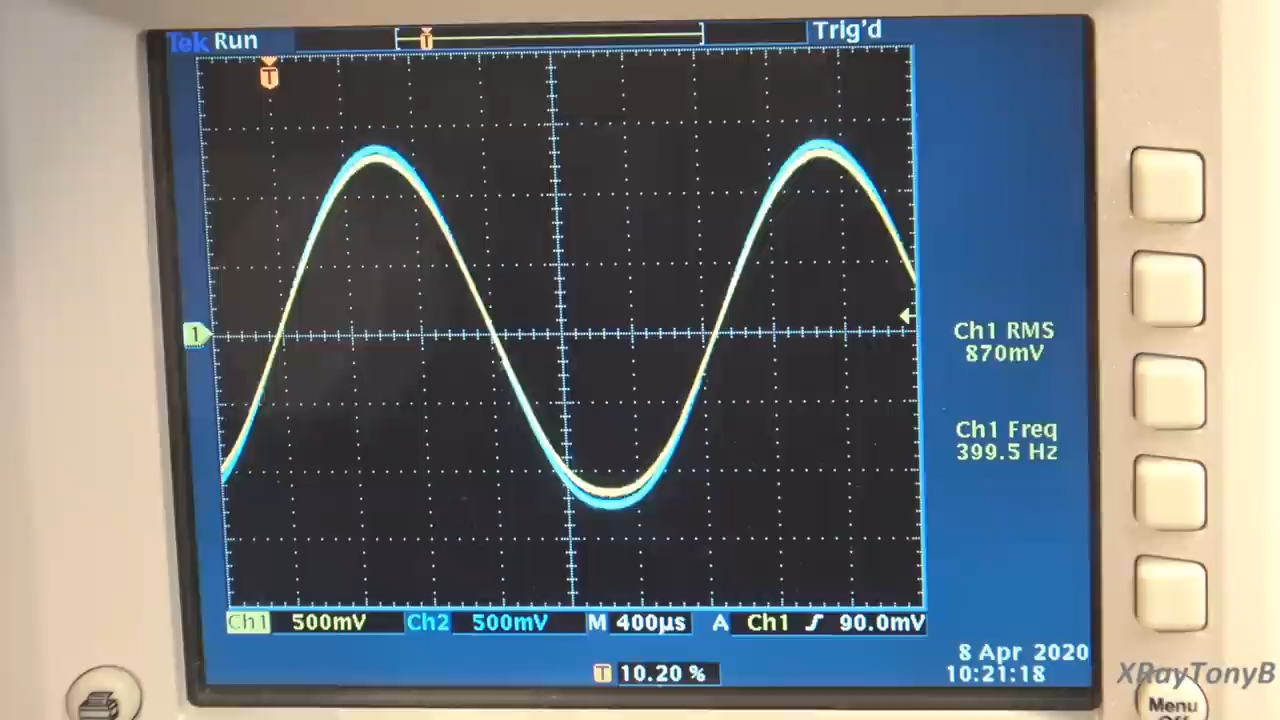 Tek Run Trig'd
T
T
1
Ch1 RMS
870mV
Ch1 Freq
399.5 Hz
Ch1 500mV Ch2 500mV M 400µs A Ch1 90.0mV
T 10.20 %
8 Apr 2020
10:21:18
XRayTonyB
Menu
Off